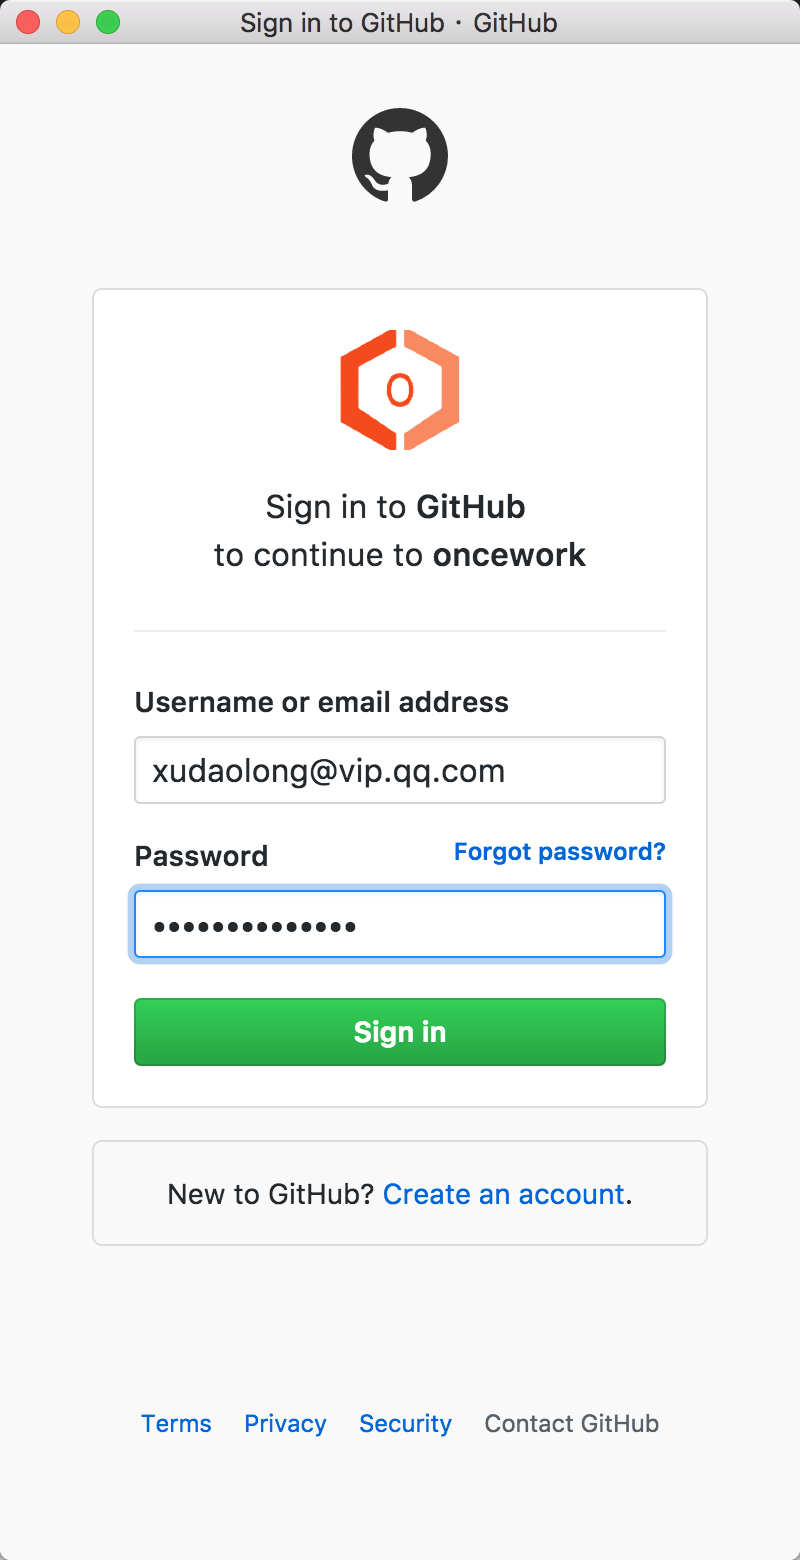 Sign in to GitHub · GitHub
O
Sign in to GitHub
to continue to oncework
Username or email address
xudaolong@vip.qq.com
Password
Forgot password?
••••••••••••••
Sign in
New to GitHub? Create an account.
Terms Privacy Security Contact GitHub